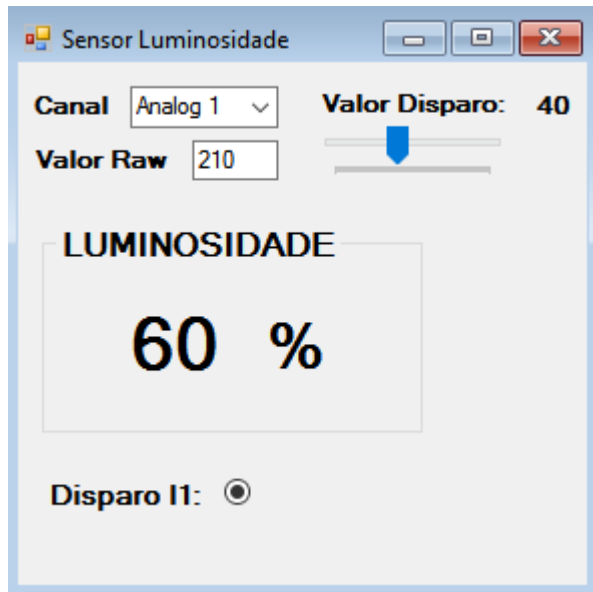 Sensor Luminosidade
Canal Analog 1 Valor Disparo: 40
Valor Raw 210
LUMINOSIDADE
60 %
Disparo I1: